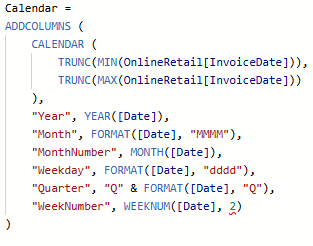 Calendar =
ADDCOLUMNS (
    CALENDAR (
        TRUNC(MIN(OnlineRetail[InvoiceDate])),
        TRUNC(MAX(OnlineRetail[InvoiceDate]))
    ),
    "Year", YEAR([Date]),
    "Month", FORMAT([Date], "MMMM"),
    "MonthNumber", MONTH([Date]),
    "Weekday", FORMAT([Date], "dddd"),
    "Quarter", "Q" & FORMAT([Date], "Q"),
    "WeekNumber", WEEKNUM([Date], 2)
)